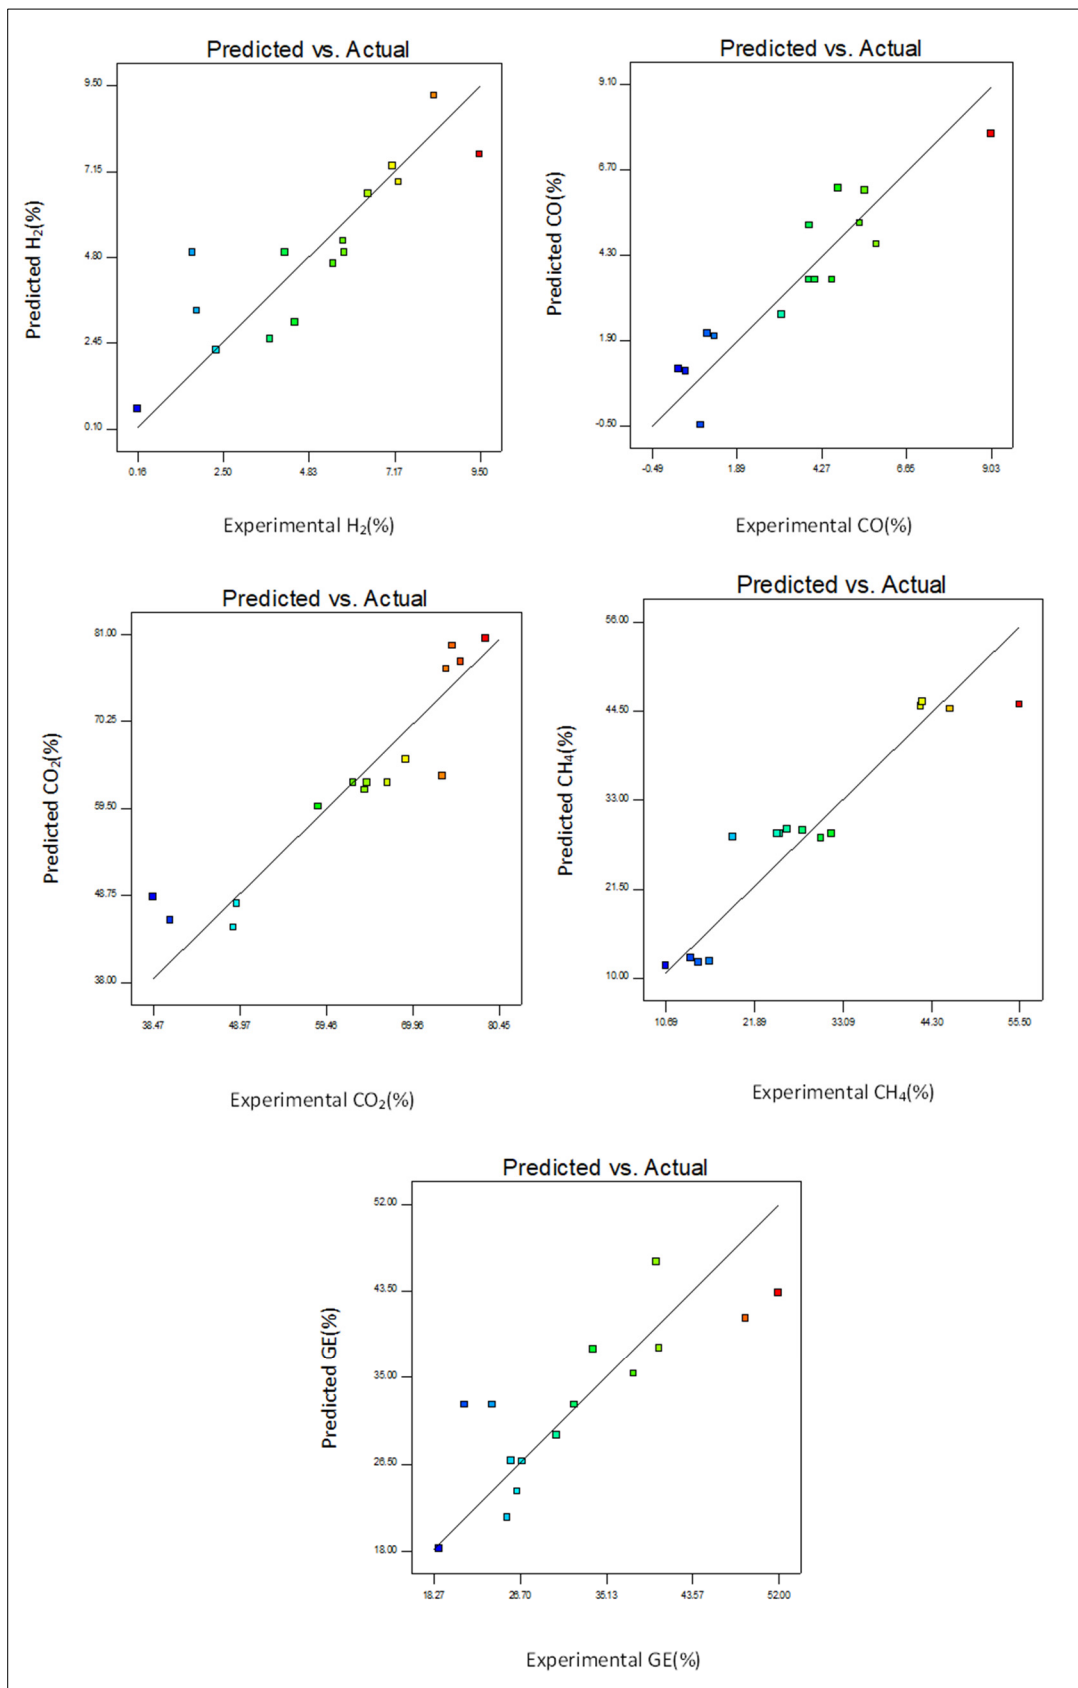 Predicted vs. Actual
Predicted vs. Actual
9.50
7.15
4.80
2.45
0.10
Predicted H₂(%)
0.16 2.50 4.83 7.17 9.50
Experimental H₂(%)
9.10
6.70
4.30
1.90
-0.50
Predicted CO(%)
-0.49 1.89 4.27 6.65 9.03
Experimental CO(%)
Predicted vs. Actual
Predicted vs. Actual
81.00
70.25
59.50
48.75
38.00
Predicted CO₂(%)
38.47 48.97 59.46 69.96 80.45
Experimental CO₂(%)
56.00
44.50
33.00
21.50
10.00
Predicted CH₄(%)
10.69 21.89 33.09 44.30 55.50
Experimental CH₄(%)
Predicted vs. Actual
52.00
43.50
35.00
26.50
18.00
Predicted GE(%)
18.27 26.70 35.13 43.57 52.00
Experimental GE(%)